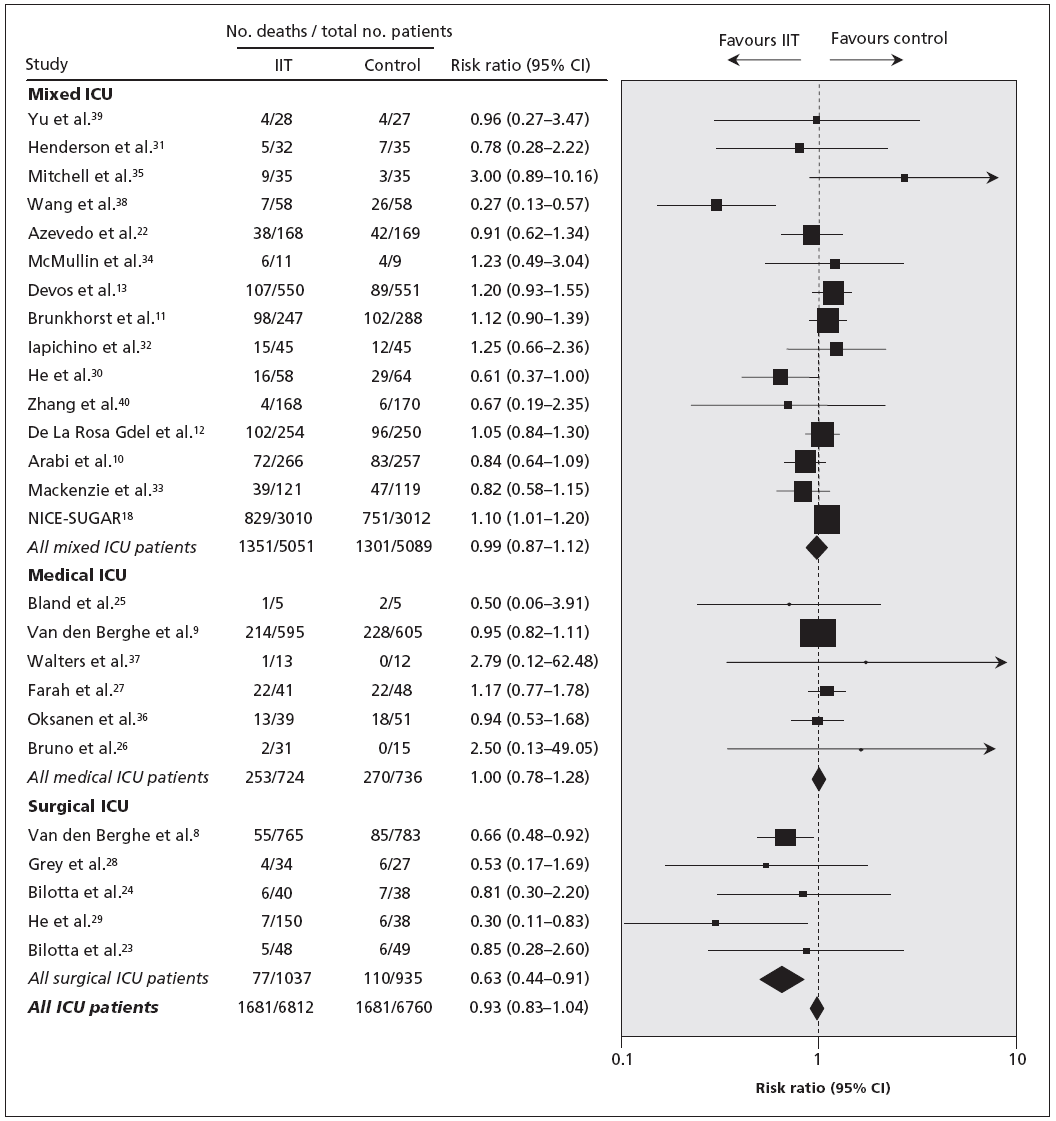 No. deaths / total no. patients
Favours IIT Favours control
Study IIT Control Risk ratio (95% CI)
Mixed ICU
Yu et al.³⁹ 4/28 4/27 0.96 (0.27–3.47)
Henderson et al.³¹ 5/32 7/35 0.78 (0.28–2.22)
Mitchell et al.³⁵ 9/35 3/35 3.00 (0.89–10.16)
Wang et al.³⁸ 7/58 26/58 0.27 (0.13–0.57)
Azevedo et al.²² 38/168 42/169 0.91 (0.62–1.34)
McMullin et al.³⁴ 6/11 4/9 1.23 (0.49–3.04)
Devos et al.¹³ 107/550 89/551 1.20 (0.93–1.55)
Brunkhorst et al.¹¹ 98/247 102/288 1.12 (0.90–1.39)
Iapichino et al.³² 15/45 12/45 1.25 (0.66–2.36)
He et al.³⁰ 16/58 29/64 0.61 (0.37–1.00)
Zhang et al.⁴⁰ 4/168 6/170 0.67 (0.19–2.35)
De La Rosa Gdel et al.¹² 102/254 96/250 1.05 (0.84–1.30)
Arabi et al.¹⁰ 72/266 83/257 0.84 (0.64–1.09)
Mackenzie et al.³³ 39/121 47/119 0.82 (0.58–1.15)
NICE-SUGAR¹⁸ 829/3010 751/3012 1.10 (1.01–1.20)
All mixed ICU patients 1351/5051 1301/5089 0.99 (0.87–1.12)
Medical ICU
Bland et al.²⁵ 1/5 2/5 0.50 (0.06–3.91)
Van den Berghe et al.⁹ 214/595 228/605 0.95 (0.82–1.11)
Walters et al.³⁷ 1/13 0/12 2.79 (0.12–62.48)
Farah et al.²⁷ 22/41 22/48 1.17 (0.77–1.78)
Oksanen et al.³⁶ 13/39 18/51 0.94 (0.53–1.68)
Bruno et al.²⁶ 2/31 0/15 2.50 (0.13–49.05)
All medical ICU patients 253/724 270/736 1.00 (0.78–1.28)
Surgical ICU
Van den Berghe et al.⁸ 55/765 85/783 0.66 (0.48–0.92)
Grey et al.²⁸ 4/34 6/27 0.53 (0.17–1.69)
Bilotta et al.²⁴ 6/40 7/38 0.81 (0.30–2.20)
He et al.²⁹ 7/150 6/38 0.30 (0.11–0.83)
Bilotta et al.²³ 5/48 6/49 0.85 (0.28–2.60)
All surgical ICU patients 77/1037 110/935 0.63 (0.44–0.91)
All ICU patients 1681/6812 1681/6760 0.93 (0.83–1.04)
0.1 1 10
Risk ratio (95% CI)